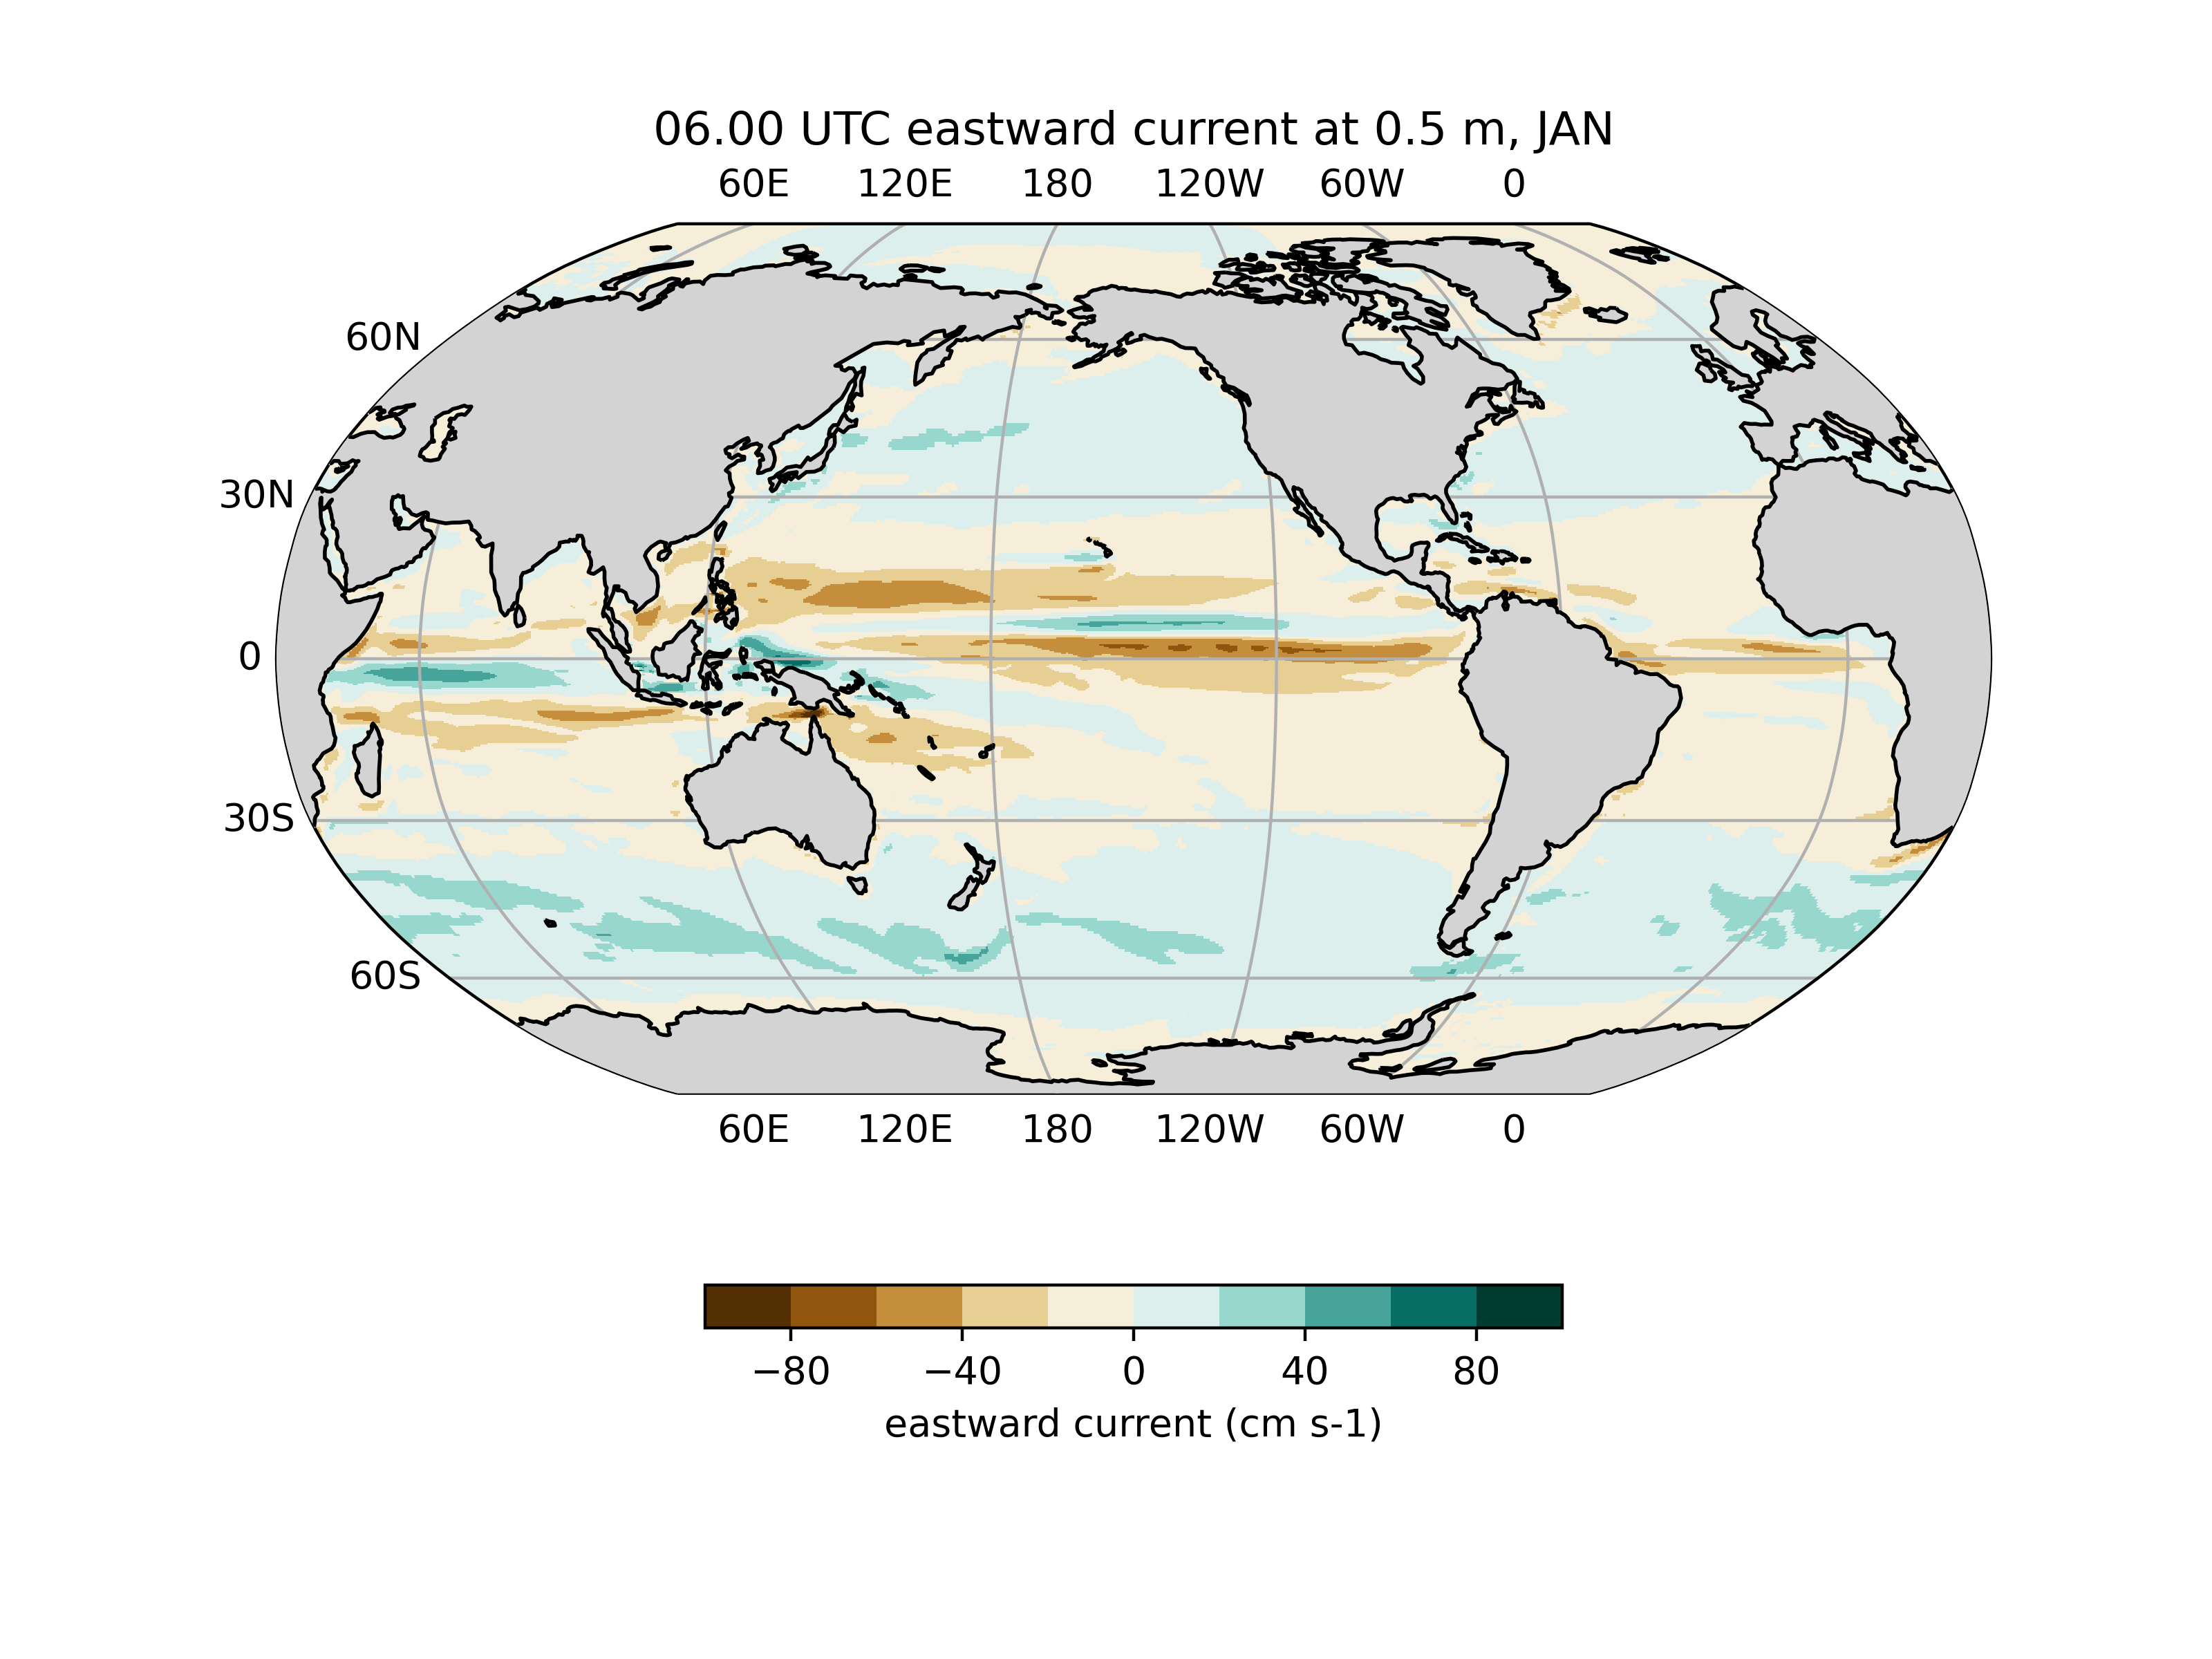 06.00 UTC eastward current at 0.5 m, JAN
60E 120E 180 120W 60W 0
60N
30N
0
30S
60S
60E 120E 180 120W 60W 0
−80 −40 0 40 80
eastward current (cm s-1)